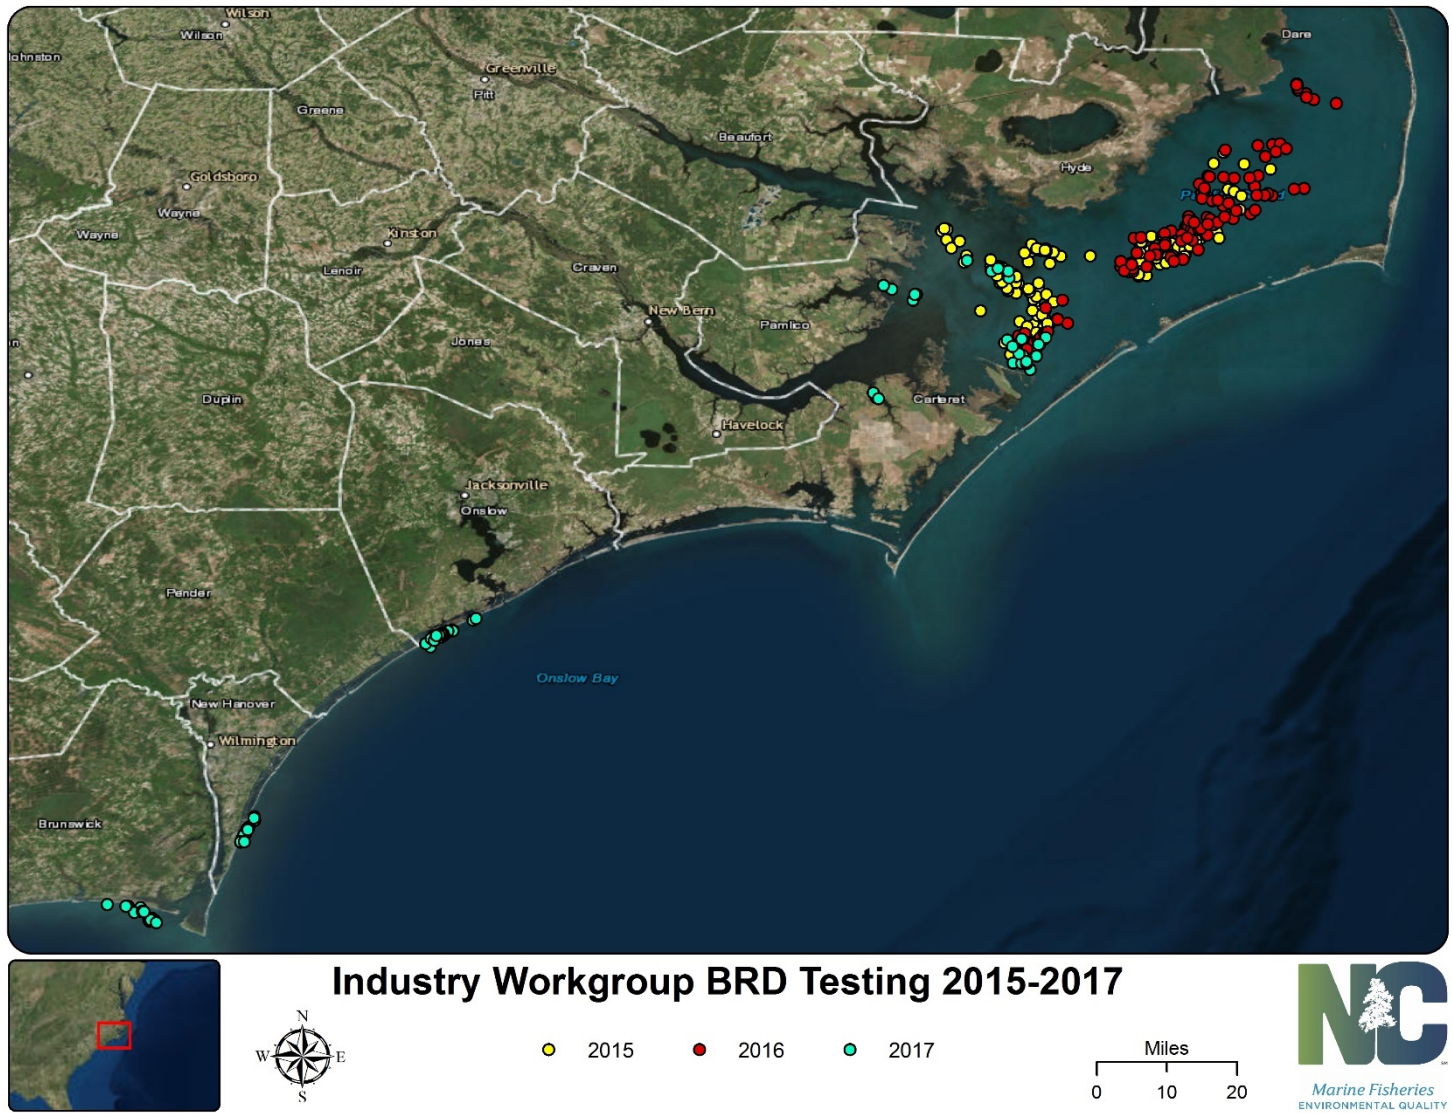 Wilson
Wilson
Johnston
Dare
Greenville
Pitt
Greene
Beaufort
Hyde
Goldsboro
Wayne
Wayne
Kinston
Lenoir
Craven
New Bern
Pamlico
Jones
Duplin
Carteret
Havelock
Jacksonville
Onslow
Pender
Onslow Bay
New Hanover
Wilmington
Brunswick
Industry Workgroup BRD Testing 2015-2017
N
W E
S
2015 2016 2017
Miles
0 10 20
NC
Marine Fisheries
ENVIRONMENTAL QUALITY